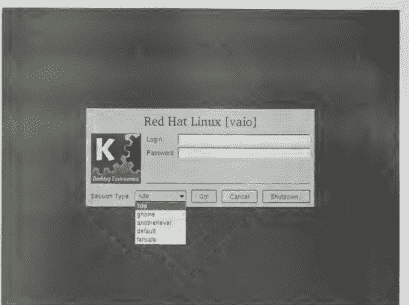 Red Hat Linux [vaio]
Login
Password
K
Desktop Environment
Session Type: kde Go! Cancel Shutdown...
kde
gnome
anotherlevel
default
failsafe